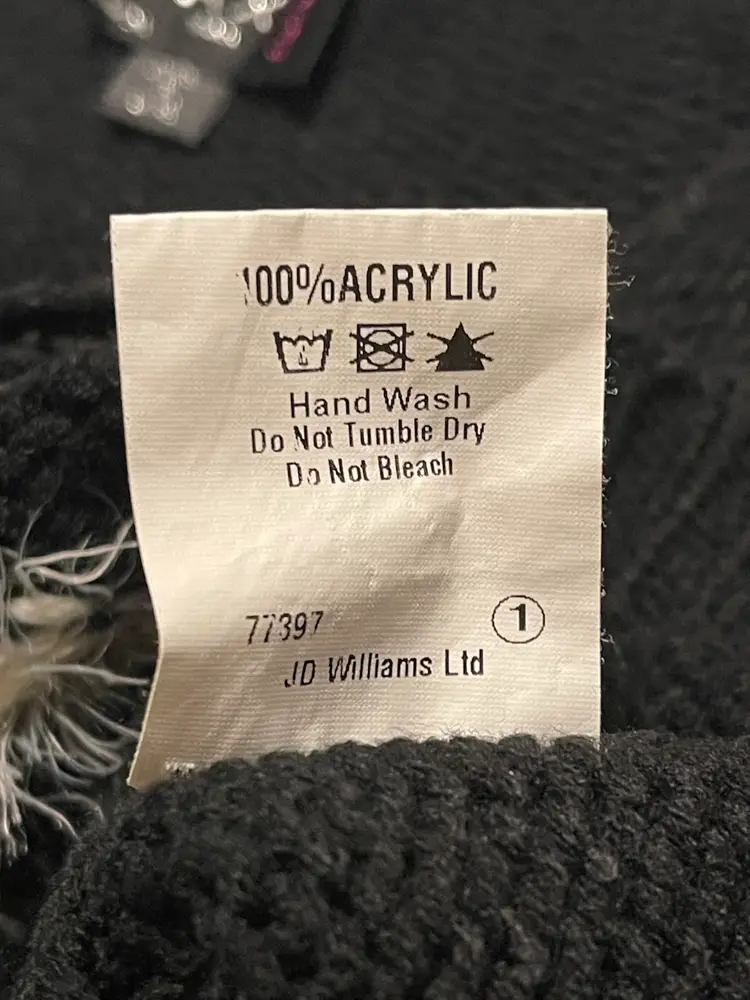 100% ACRYLIC
Hand Wash
Do Not Tumble Dry
Do Not Bleach
77397
1
JD Williams Ltd